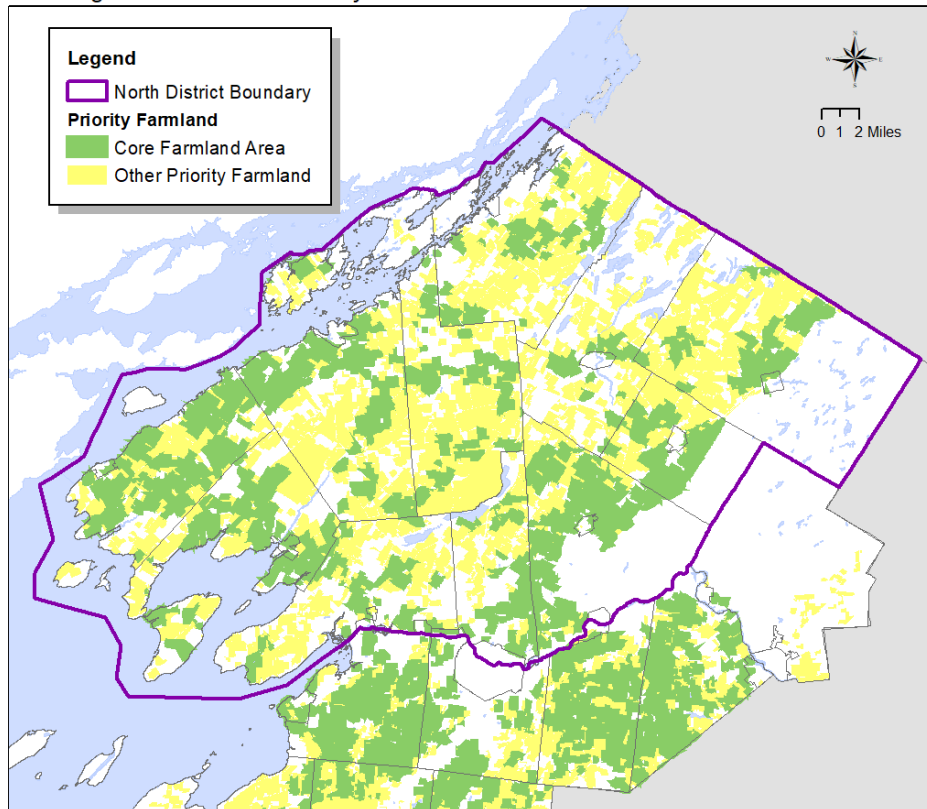 Legend
North District Boundary
Priority Farmland
Core Farmland Area
Other Priority Farmland
N
W E
S
0 1 2 Miles